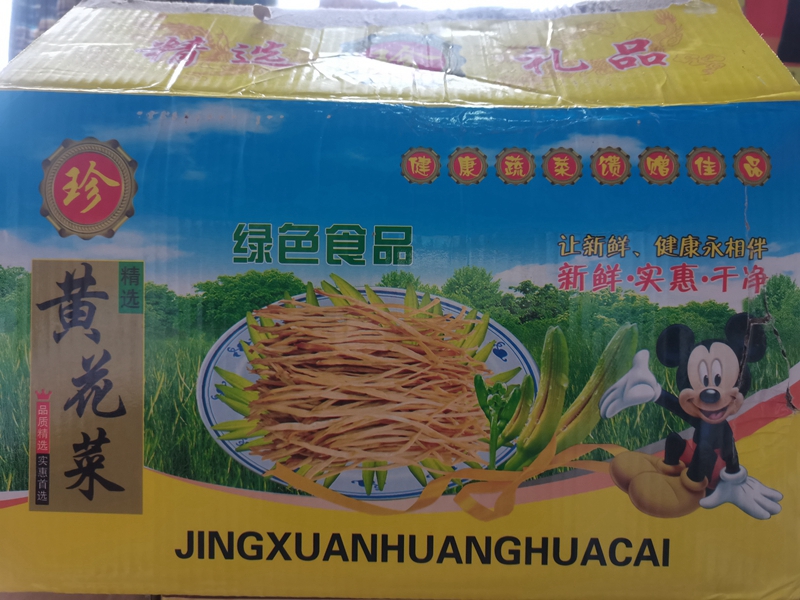 精选 礼品
珍
健康蔬菜馈赠佳品
绿色食品
让新鲜、健康永相伴
新鲜·实惠·干净
精选
黄花菜
品质精选
实惠首选
JINGXUANHUANGHUACAI